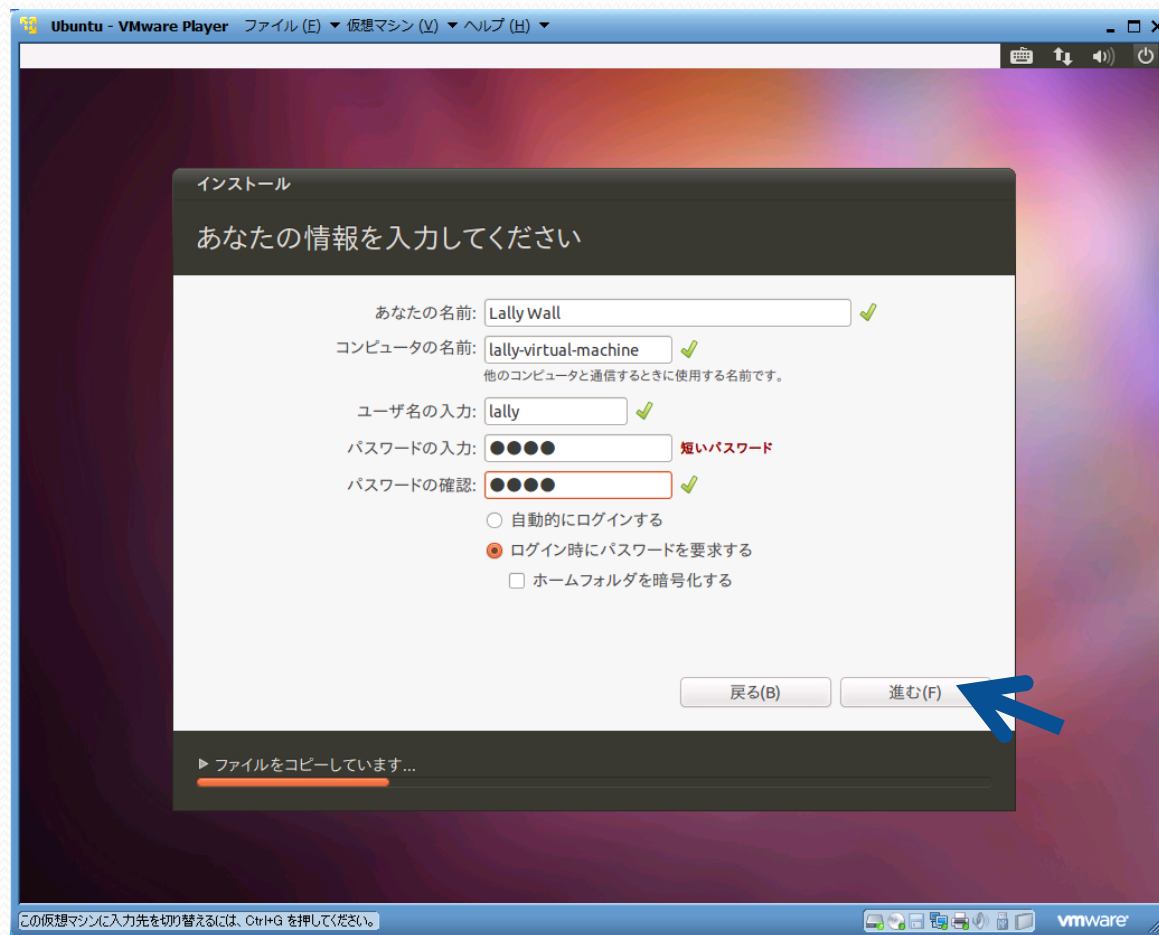 Ubuntu - VMware Player ファイル (F) ▼ 仮想マシン (V) ▼ ヘルプ (H) ▼
インストール
あなたの情報を入力してください
あなたの名前: Lally Wall
コンピュータの名前: lally-virtual-machine
他のコンピュータと通信するときに使用する名前です。
ユーザ名の入力: lally
パスワードの入力: ●●●● 短いパスワード
パスワードの確認: ●●●●
自動的にログインする
ログイン時にパスワードを要求する
ホームフォルダを暗号化する
戻る(B) 進む(F)
ファイルをコピーしています...
この仮想マシンに入力先を切り替えるには、Ctrl+G を押してください。 vmware